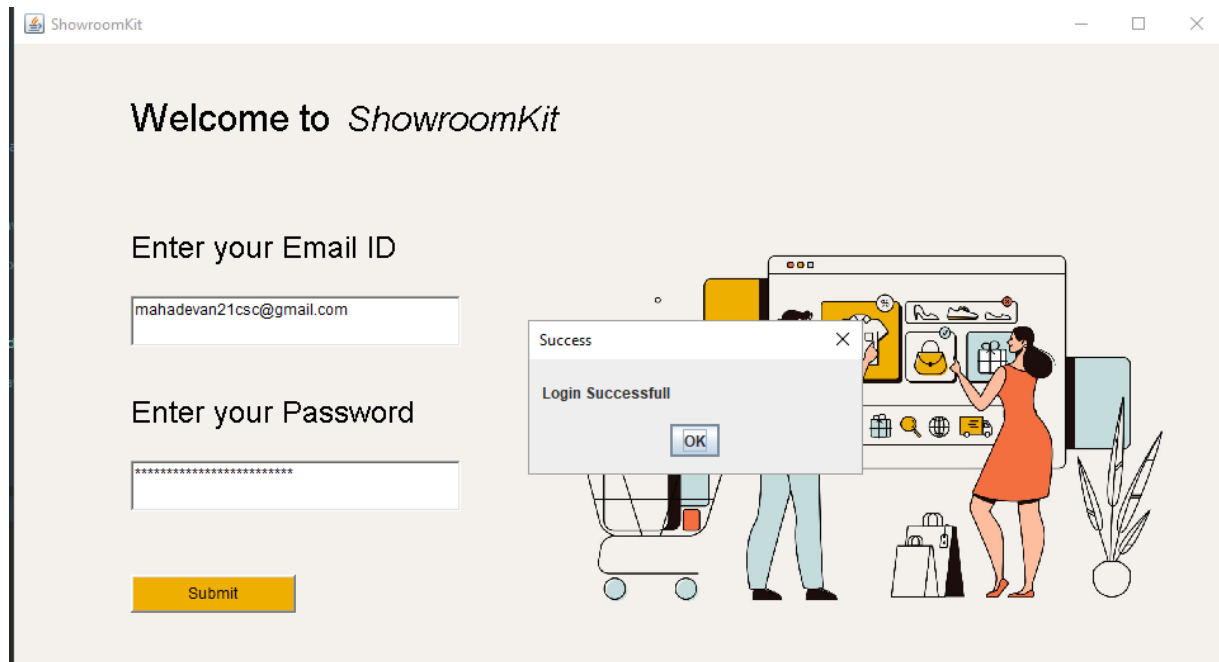 ShowroomKit
Welcome to ShowroomKit
Enter your Email ID
mahadevan21csc@gmail.com
Success
Login Successfull
OK
Enter your Password
*************************
Submit
%